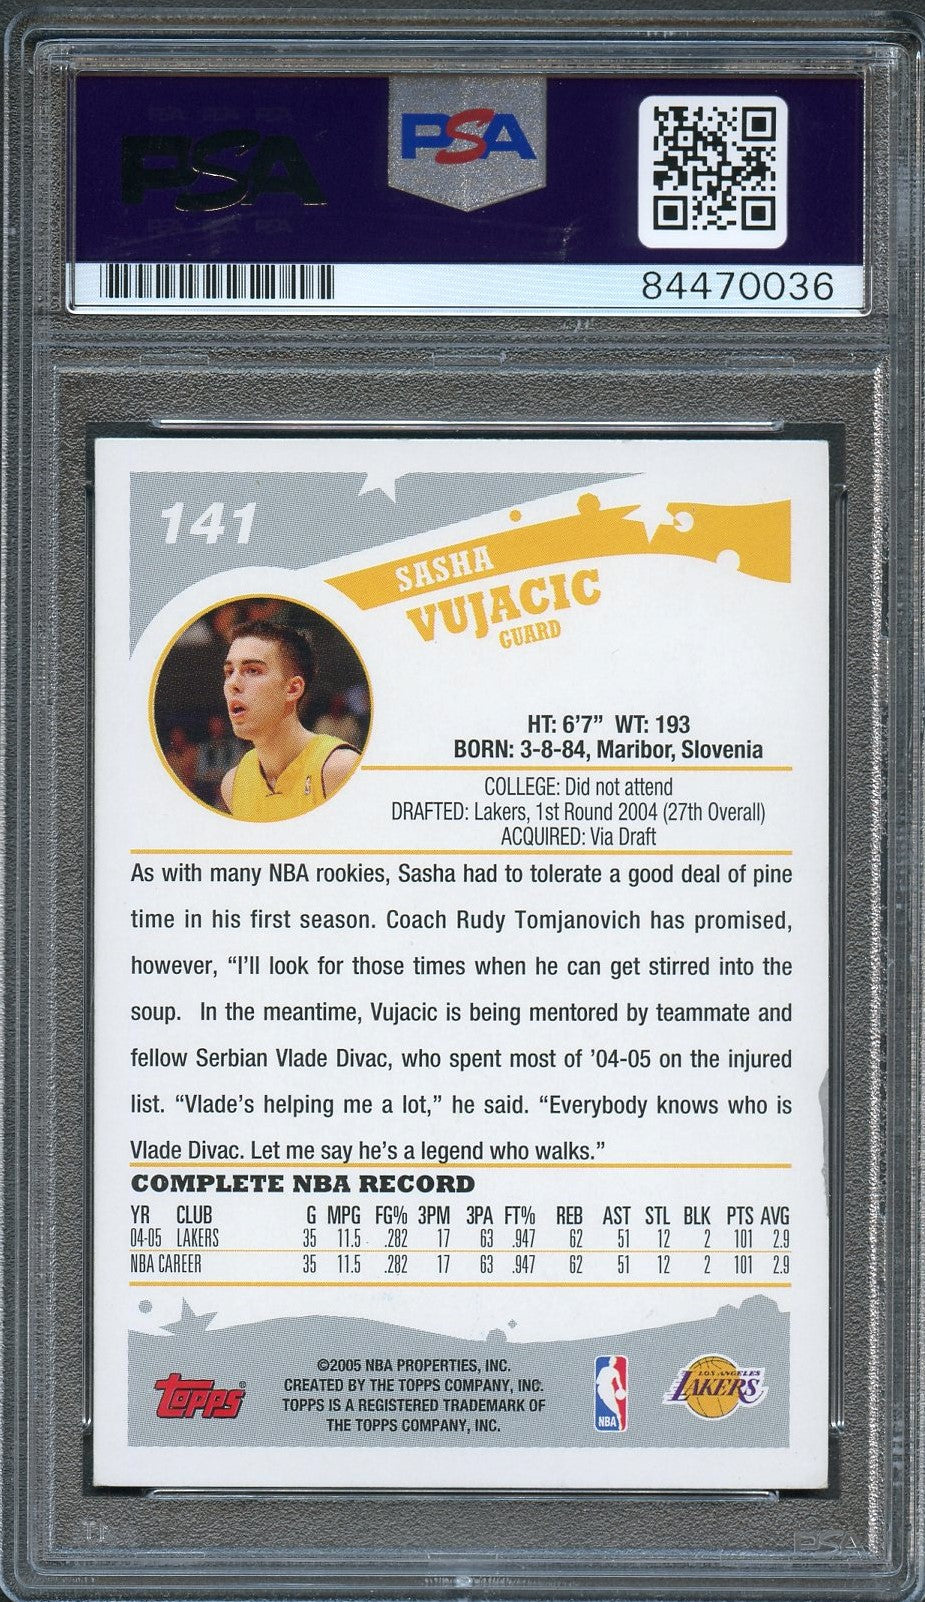 PSA
PSA
84470036
141
SASHA
VUJACIC
GUARD
HT: 6'7” WT: 193
BORN: 3-8-84, Maribor, Slovenia
COLLEGE: Did not attend
DRAFTED: Lakers, 1st Round 2004 (27th Overall)
ACQUIRED: Via Draft
As with many NBA rookies, Sasha had to tolerate a good deal of pine
time in his first season. Coach Rudy Tomjanovich has promised,
however, “I'll look for those times when he can get stirred into the
soup. In the meantime, Vujacic is being mentored by teammate and
fellow Serbian Vlade Divac, who spent most of '04-05 on the injured
list. “Vlade's helping me a lot,” he said. “Everybody knows who is
Vlade Divac. Let me say he's a legend who walks.”
COMPLETE NBA RECORD
YR CLUB G MPG FG% 3PM 3PA FT% REB AST STL BLK PTS AVG
04-05 LAKERS 35 11.5 .282 17 63 .947 62 51 12 2 101 2.9
NBA CAREER 35 11.5 .282 17 63 .947 62 51 12 2 101 2.9
©2005 NBA PROPERTIES, INC.
CREATED BY THE TOPPS COMPANY, INC.
TOPPS IS A REGISTERED TRADEMARK OF
THE TOPPS COMPANY, INC.
Topps®
NBA
LOS ANGELES
LAKERS
PSA